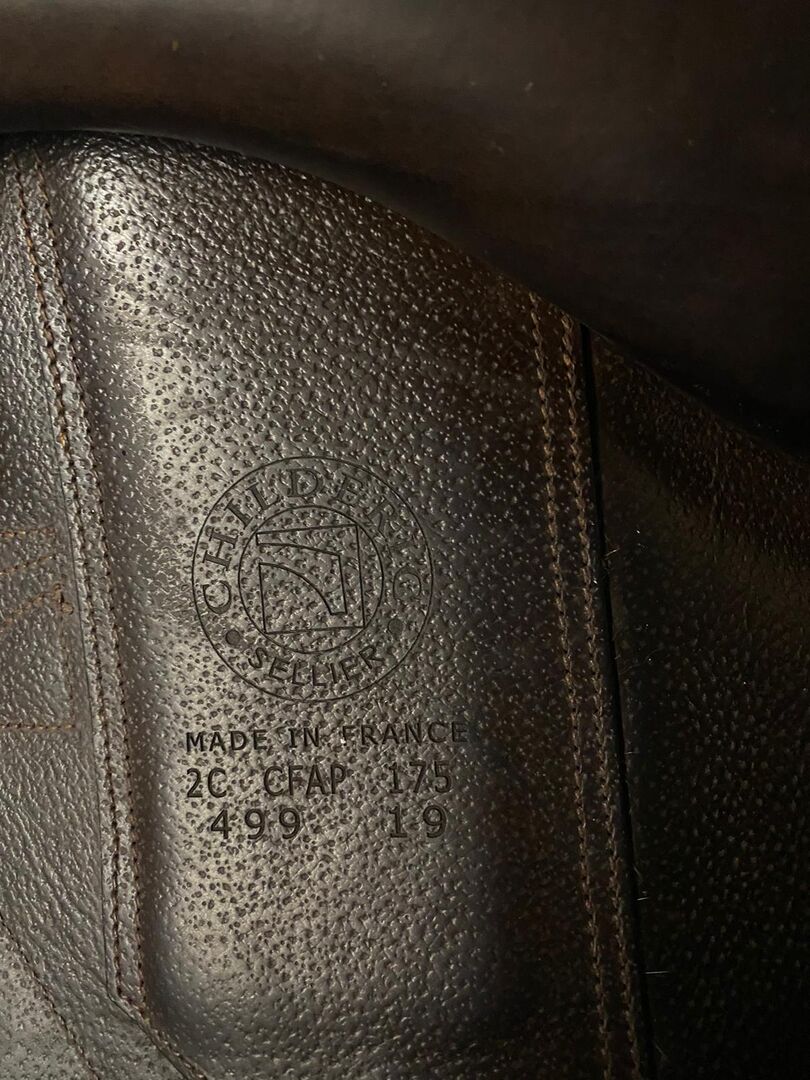 CHILDERIC
SELLIER
MADE IN FRANCE
2C CFAP 175
499 19